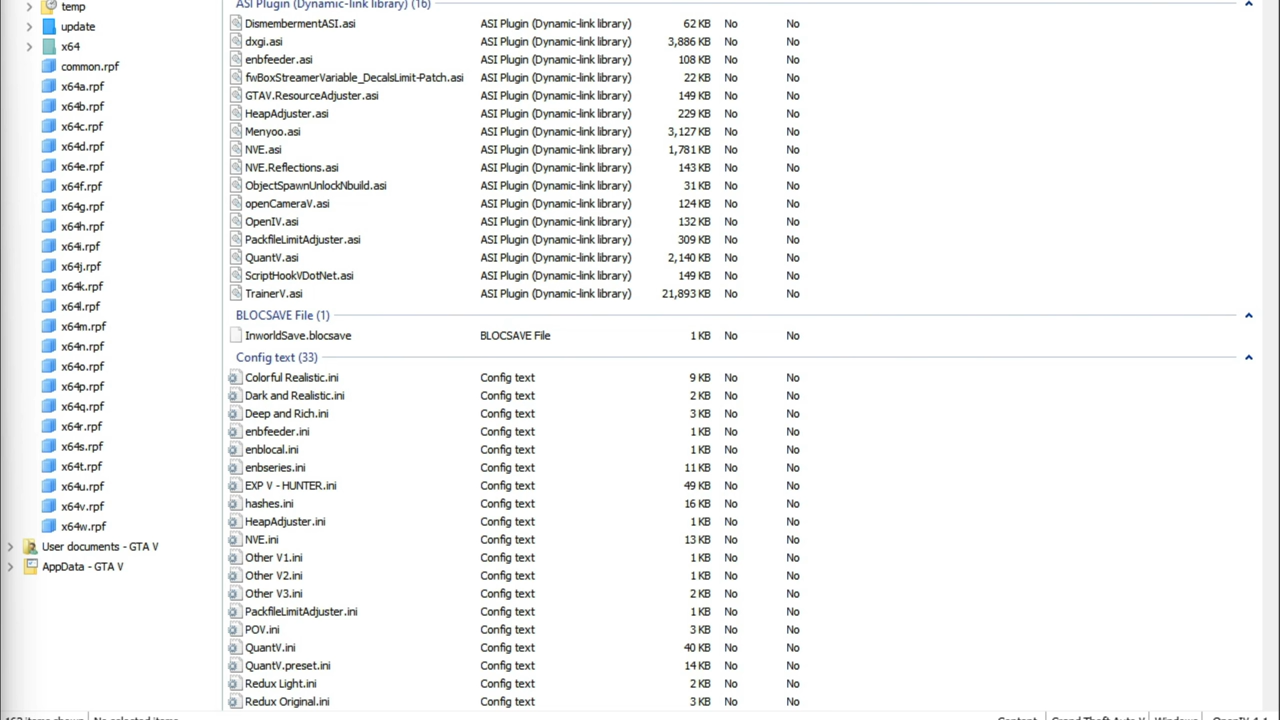 temp
update
x64
common.rpf
x64a.rpf
x64b.rpf
x64c.rpf
x64d.rpf
x64e.rpf
x64f.rpf
x64g.rpf
x64h.rpf
x64i.rpf
x64j.rpf
x64k.rpf
x64l.rpf
x64m.rpf
x64n.rpf
x64o.rpf
x64p.rpf
x64q.rpf
x64r.rpf
x64s.rpf
x64t.rpf
x64u.rpf
x64v.rpf
x64w.rpf
User documents - GTA V
AppData - GTA V
ASI Plugin (Dynamic-link library) (16)
DismembermentASI.asi ASI Plugin (Dynamic-link library) 62 KB No No
dxgi.asi ASI Plugin (Dynamic-link library) 3,886 KB No No
enbfeeder.asi ASI Plugin (Dynamic-link library) 108 KB No No
fwBoxStreamerVariable_DecalsLimit-Patch.asi ASI Plugin (Dynamic-link library) 22 KB No No
GTAV.ResourceAdjuster.asi ASI Plugin (Dynamic-link library) 149 KB No No
HeapAdjuster.asi ASI Plugin (Dynamic-link library) 229 KB No No
Menyoo.asi ASI Plugin (Dynamic-link library) 3,127 KB No No
NVE.asi ASI Plugin (Dynamic-link library) 1,781 KB No No
NVE.Reflections.asi ASI Plugin (Dynamic-link library) 143 KB No No
ObjectSpawnUnlockNbuild.asi ASI Plugin (Dynamic-link library) 31 KB No No
openCameraV.asi ASI Plugin (Dynamic-link library) 124 KB No No
OpenIV.asi ASI Plugin (Dynamic-link library) 132 KB No No
PackfileLimitAdjuster.asi ASI Plugin (Dynamic-link library) 309 KB No No
QuantV.asi ASI Plugin (Dynamic-link library) 2,140 KB No No
ScriptHookVDotNet.asi ASI Plugin (Dynamic-link library) 149 KB No No
TrainerV.asi ASI Plugin (Dynamic-link library) 21,893 KB No No
BLOCSAVE File (1)
InworldSave.blocsave BLOCSAVE File 1 KB No No
Config text (33)
Colorful Realistic.ini Config text 9 KB No No
Dark and Realistic.ini Config text 2 KB No No
Deep and Rich.ini Config text 3 KB No No
enbfeeder.ini Config text 1 KB No No
enblocal.ini Config text 1 KB No No
enbseries.ini Config text 11 KB No No
EXP V - HUNTER.ini Config text 49 KB No No
hashes.ini Config text 16 KB No No
HeapAdjuster.ini Config text 1 KB No No
NVE.ini Config text 13 KB No No
Other V1.ini Config text 1 KB No No
Other V2.ini Config text 1 KB No No
Other V3.ini Config text 2 KB No No
PackfileLimitAdjuster.ini Config text 1 KB No No
POV.ini Config text 3 KB No No
QuantV.ini Config text 40 KB No No
QuantV.preset.ini Config text 14 KB No No
Redux Light.ini Config text 2 KB No No
Redux Original.ini Config text 3 KB No No